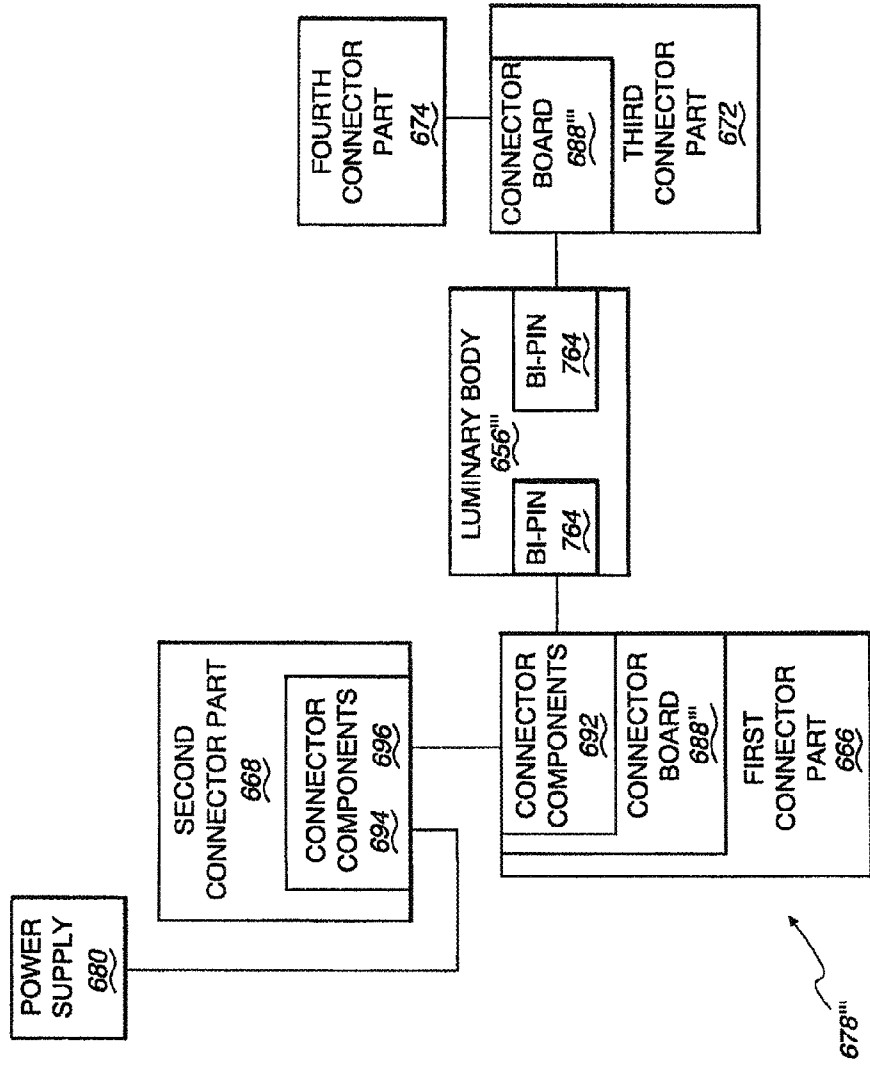 POWER
SUPPLY
680
SECOND
CONNECTOR PART
668
CONNECTOR
COMPONENTS
694 696
FOURTH
CONNECTOR
PART
674
LUMINARY BODY
656'''
BI-PIN
764
BI-PIN
764
CONNECTOR
COMPONENTS
692
CONNECTOR
BOARD
688'''
FIRST
CONNECTOR
PART
666
CONNECTOR
BOARD
688'''
THIRD
CONNECTOR
PART
672
678'''